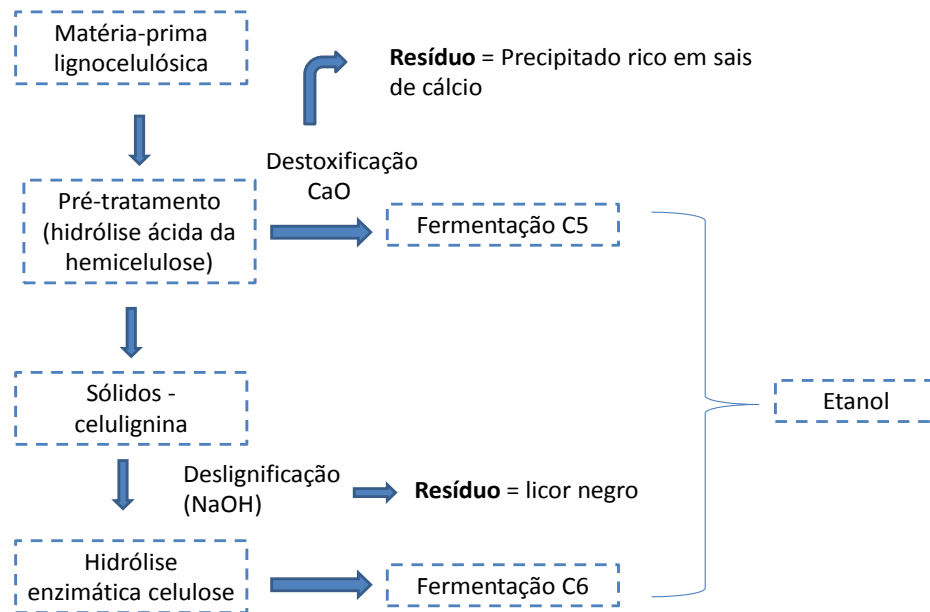 Matéria-prima
lignocelulósica
Resíduo = Precipitado rico em sais
de cálcio
Destoxificação
CaO
Pré-tratamento
(hidrólise ácida da
hemicelulose)
Fermentação C5
Sólidos -
celulignina
Etanol
Deslignificação
(NaOH)
Resíduo = licor negro
Hidrólise
enzimática celulose
Fermentação C6